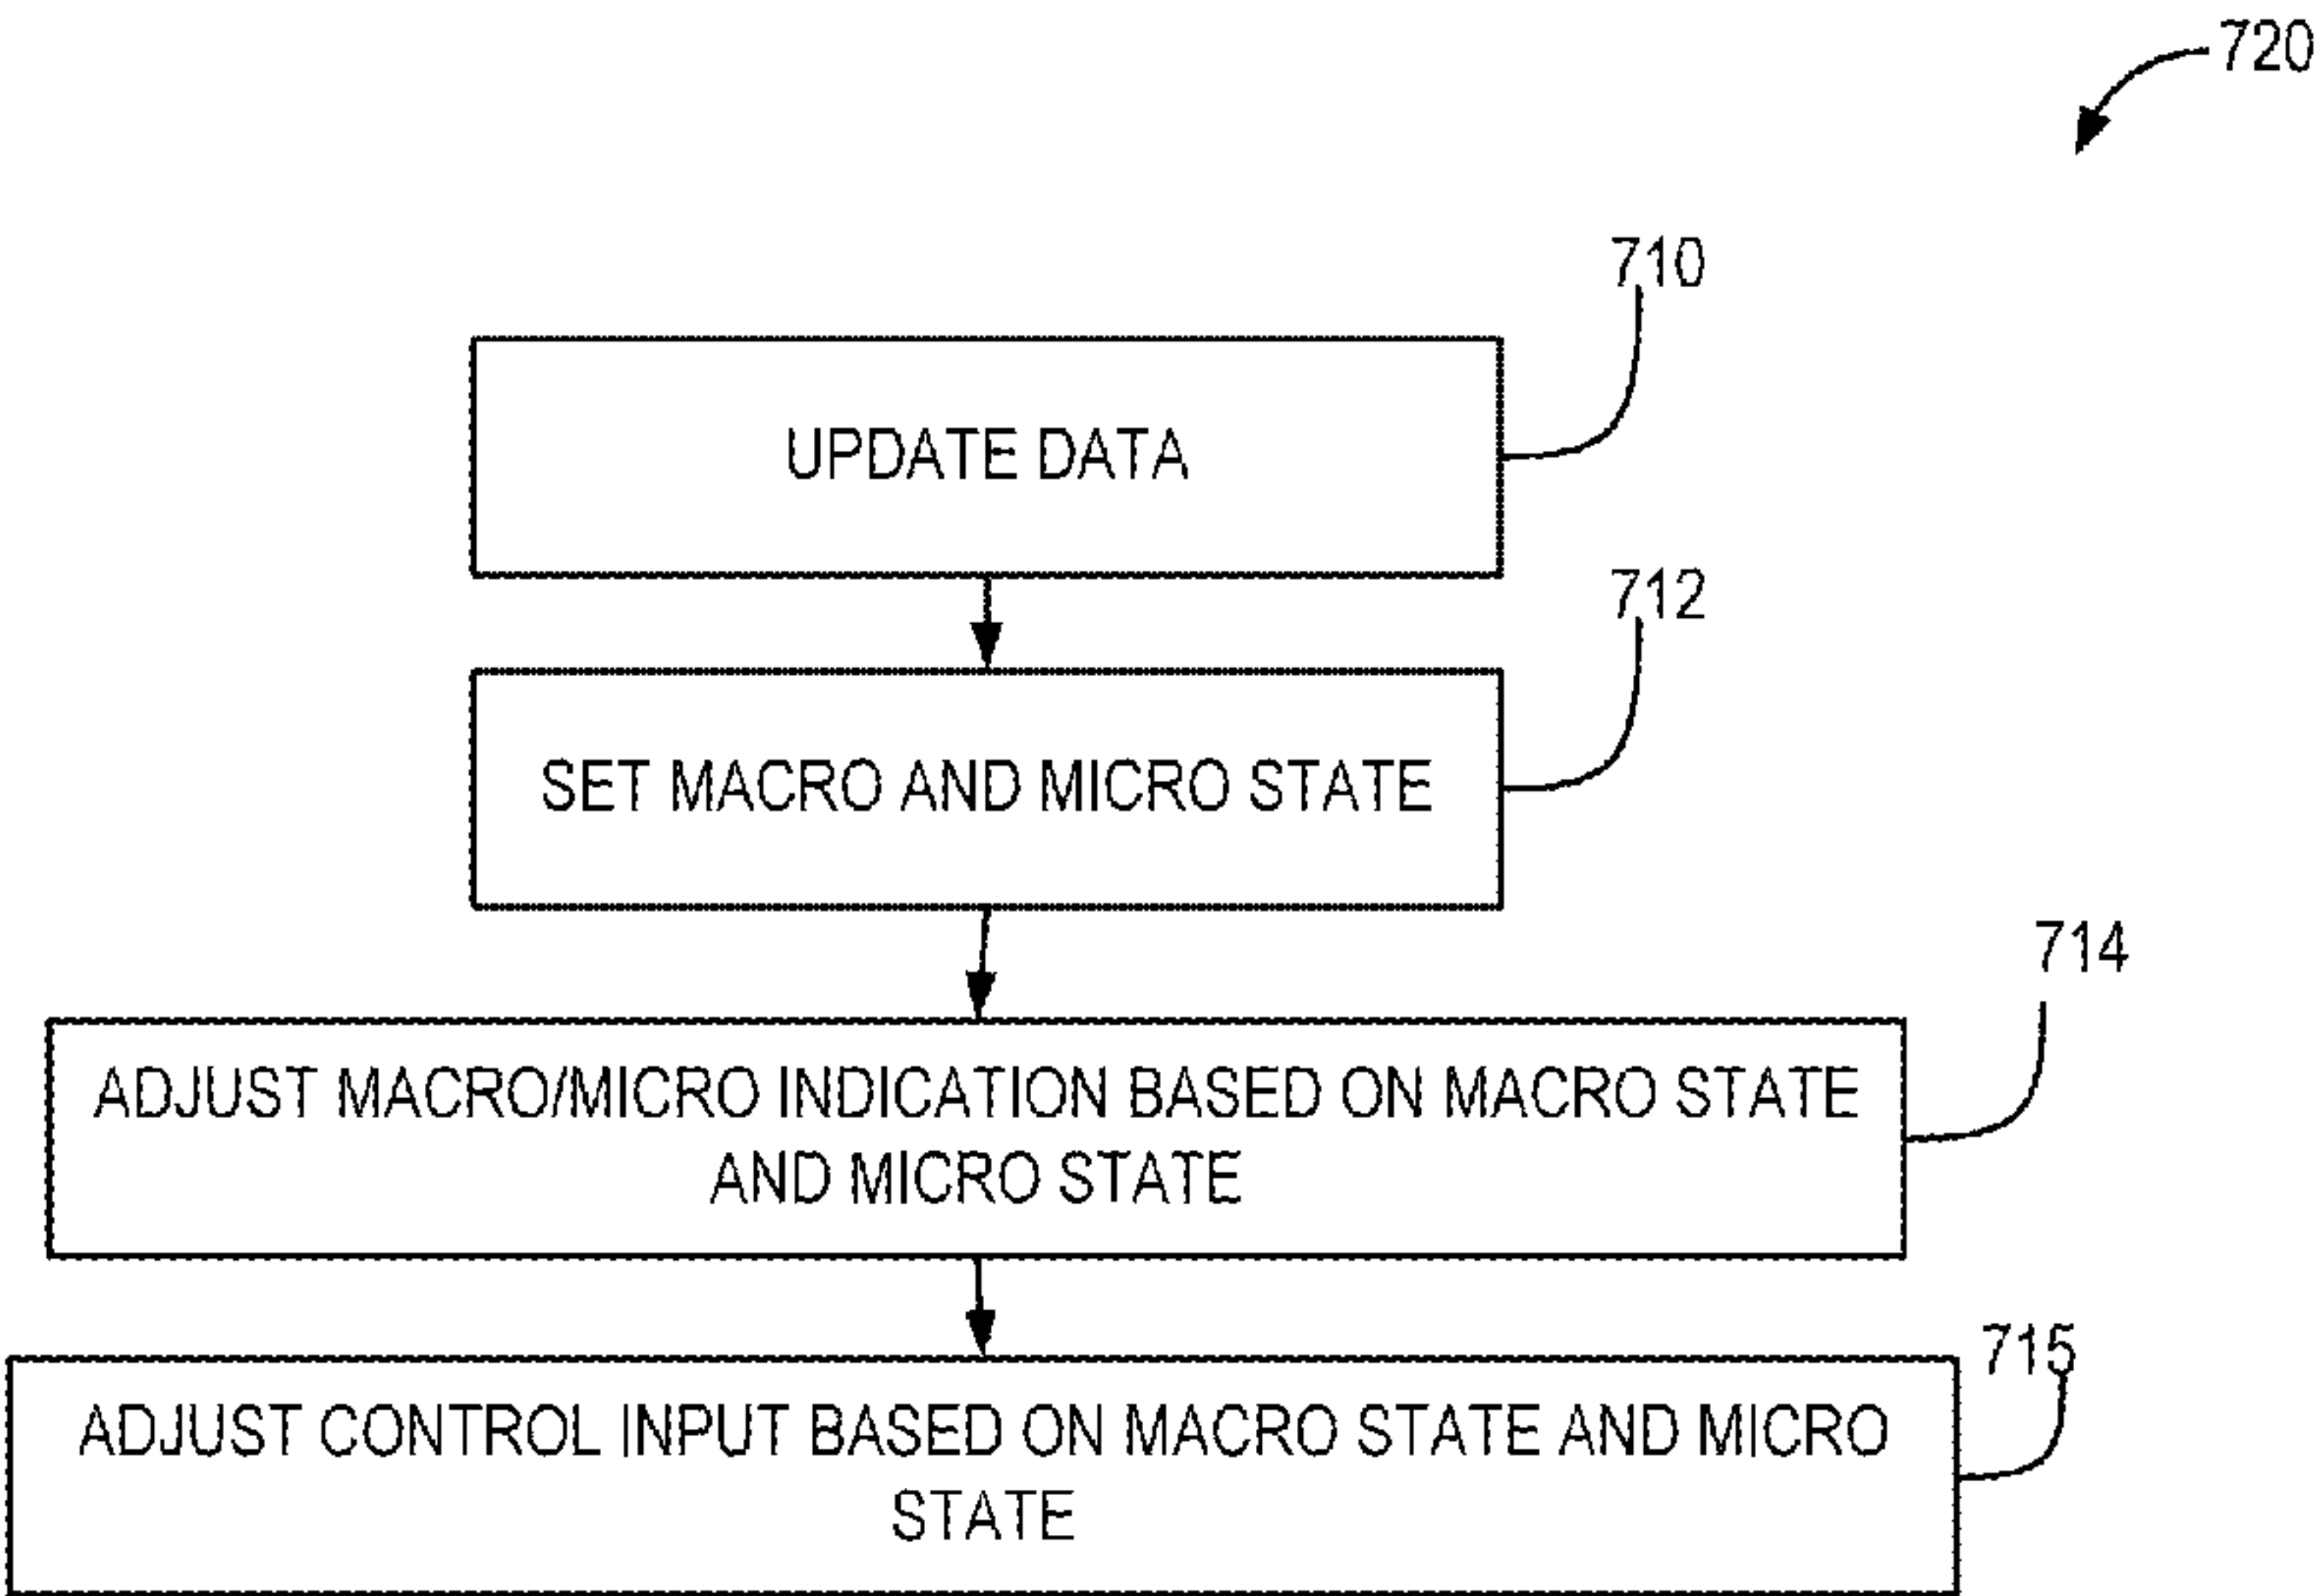 720
710
UPDATE DATA
712
SET MACRO AND MICRO STATE
714
ADJUST MACRO/MICRO INDICATION BASED ON MACRO STATE
AND MICRO STATE
715
ADJUST CONTROL INPUT BASED ON MACRO STATE AND MICRO
STATE